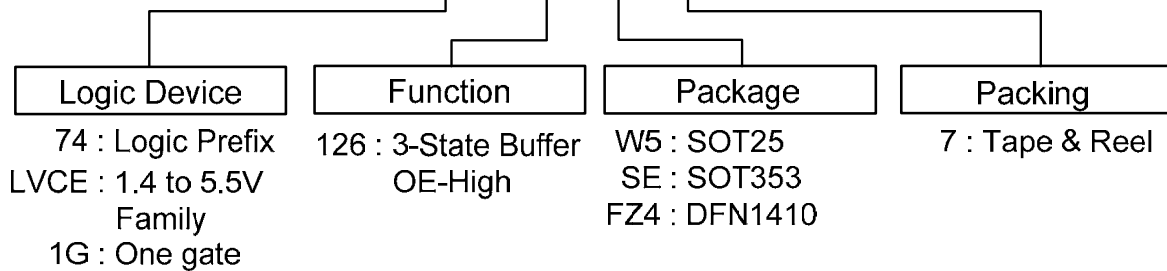 Logic Device
74 : Logic Prefix
LVCE : 1.4 to 5.5V
Family
1G : One gate
Function
126 : 3-State Buffer
OE-High
Package
W5 : SOT25
SE : SOT353
FZ4 : DFN1410
Packing
7 : Tape & Reel